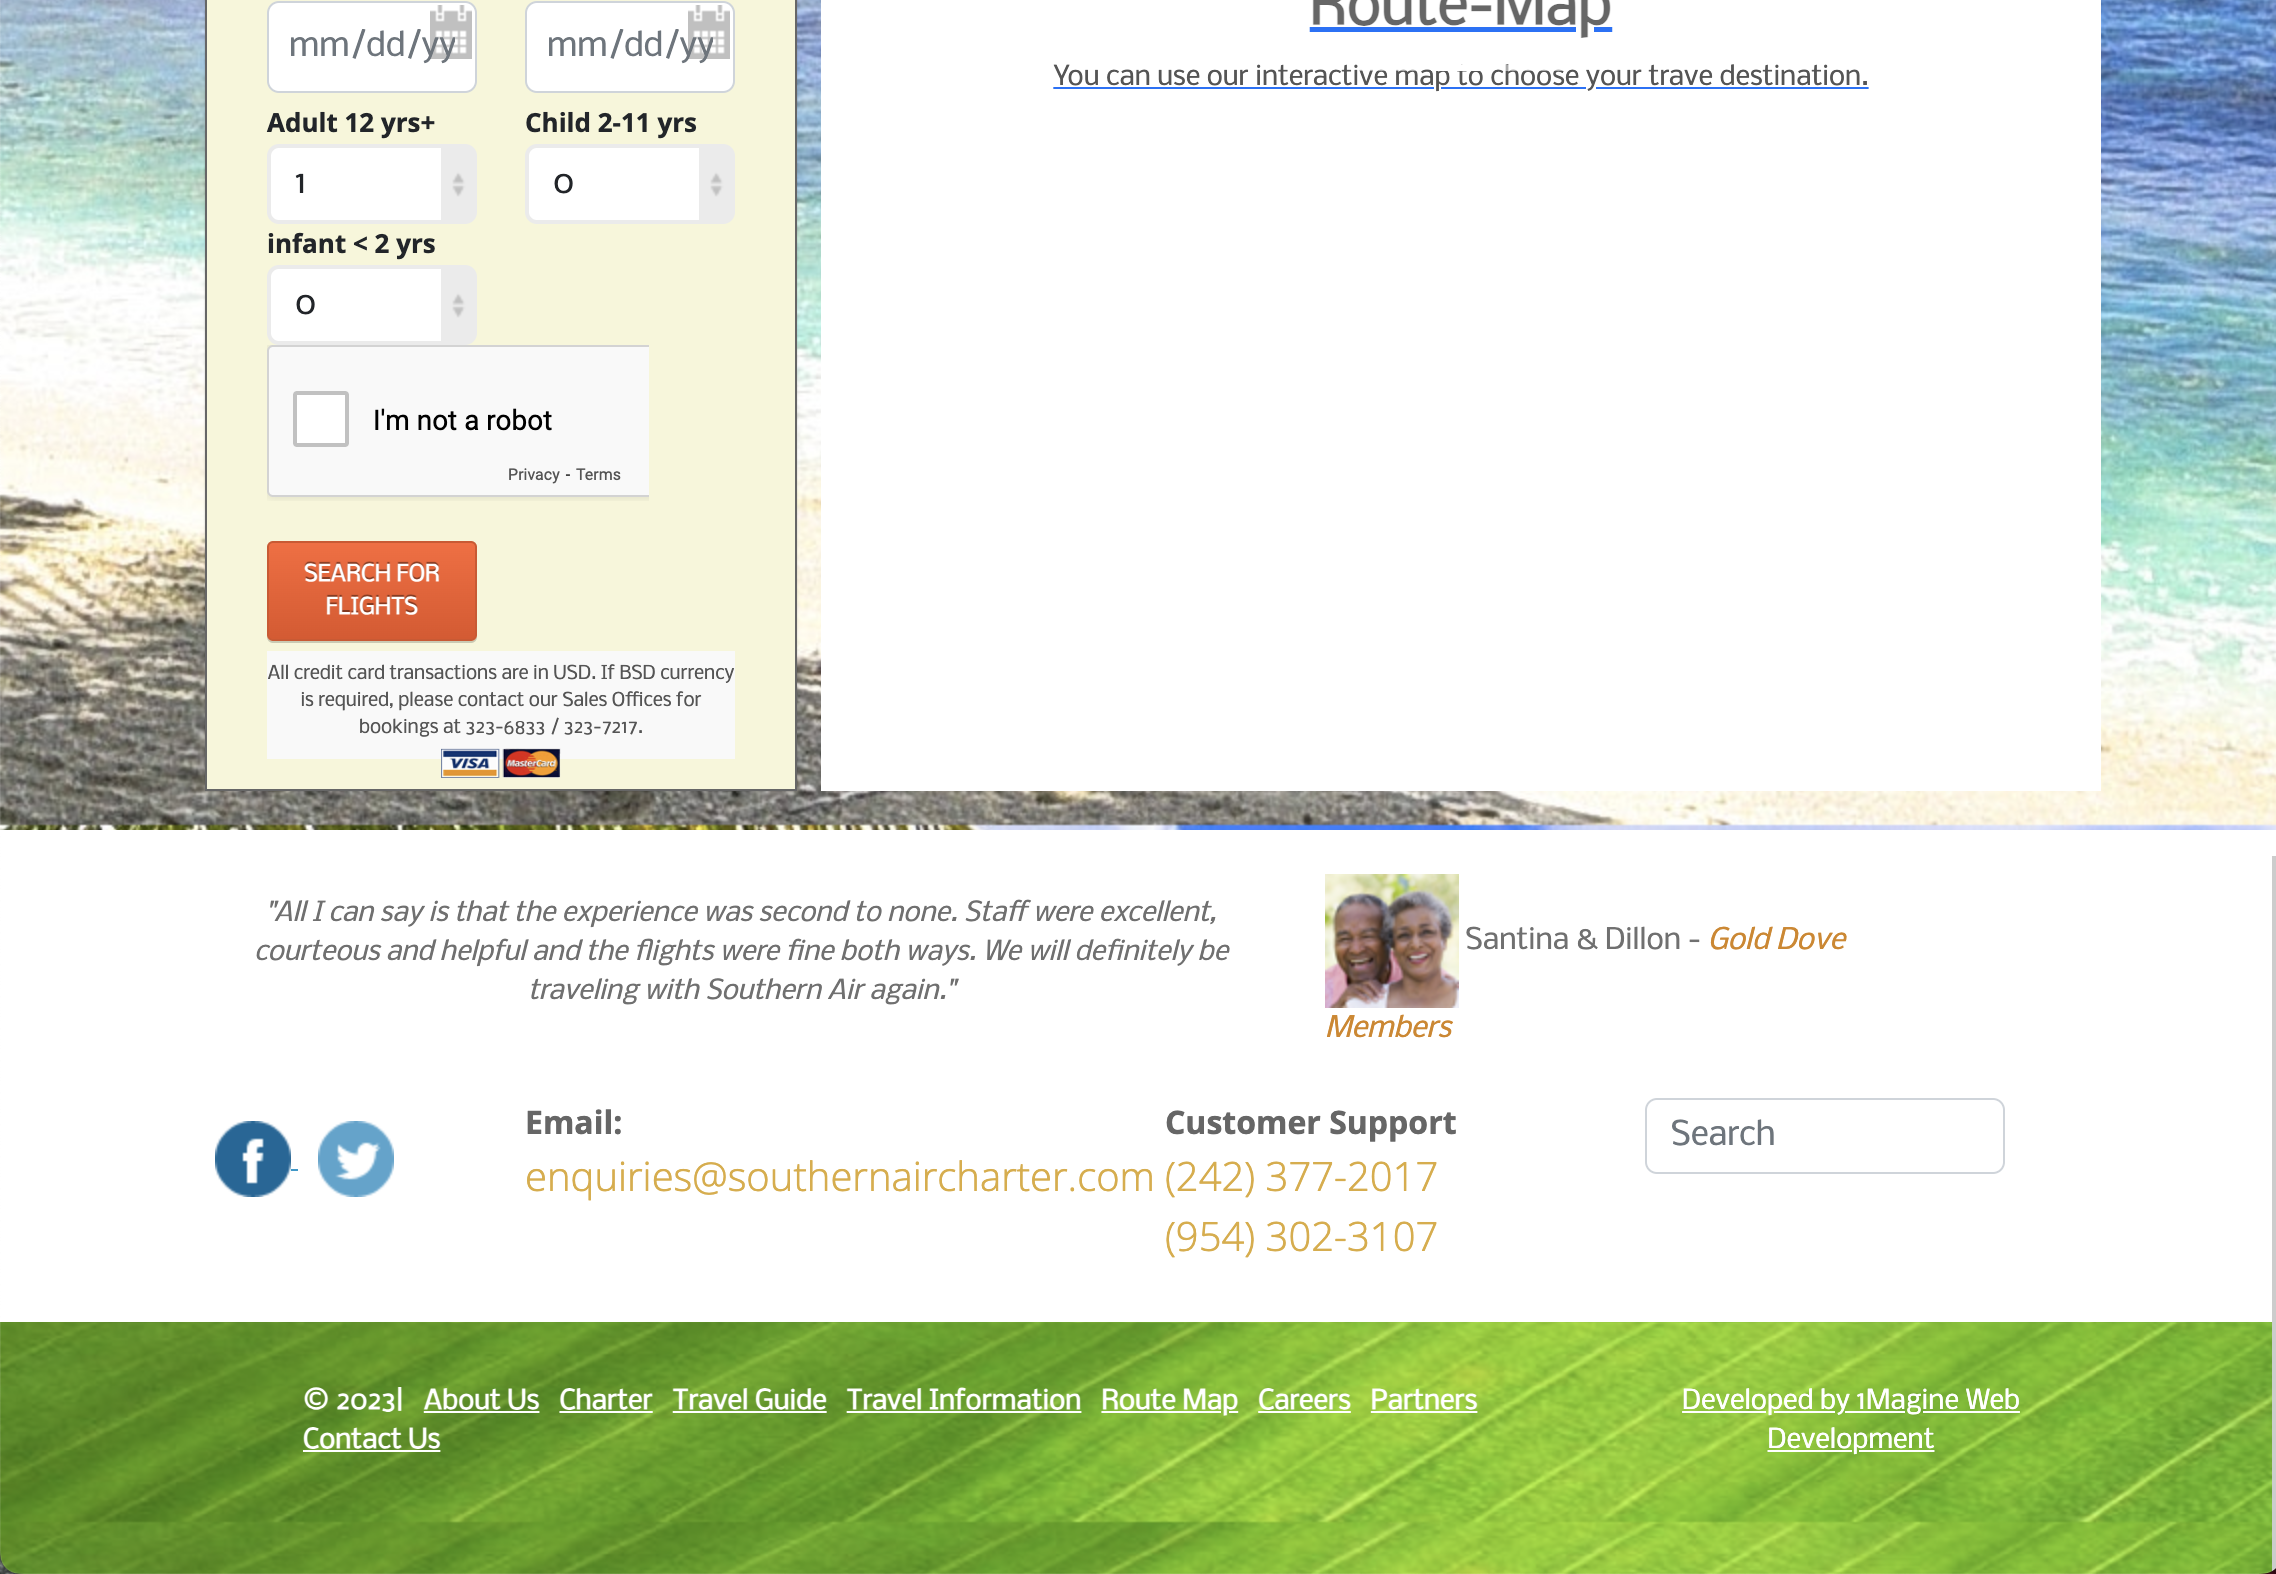 mm/dd/yy
mm/dd/yy
Adult 12 yrs+
Child 2-11 yrs
1
0
infant < 2 yrs
0
I'm not a robot
Privacy - Terms
SEARCH FOR
FLIGHTS
All credit card transactions are in USD. If BSD currency
is required, please contact our Sales Offices for
bookings at 323-6833 / 323-7217.
VISA MasterCard
Route-Map
You can use our interactive map to choose your trave destination.
"All I can say is that the experience was second to none. Staff were excellent,
courteous and helpful and the flights were fine both ways. We will definitely be
traveling with Southern Air again."
Santina & Dillon - Gold Dove
Members
Email:
enquiries@southernaircharter.com
Customer Support
(242) 377-2017
(954) 302-3107
Search
© 2023| About Us Charter Travel Guide Travel Information Route Map Careers Partners
Contact Us
Developed by 1Magine Web
Development